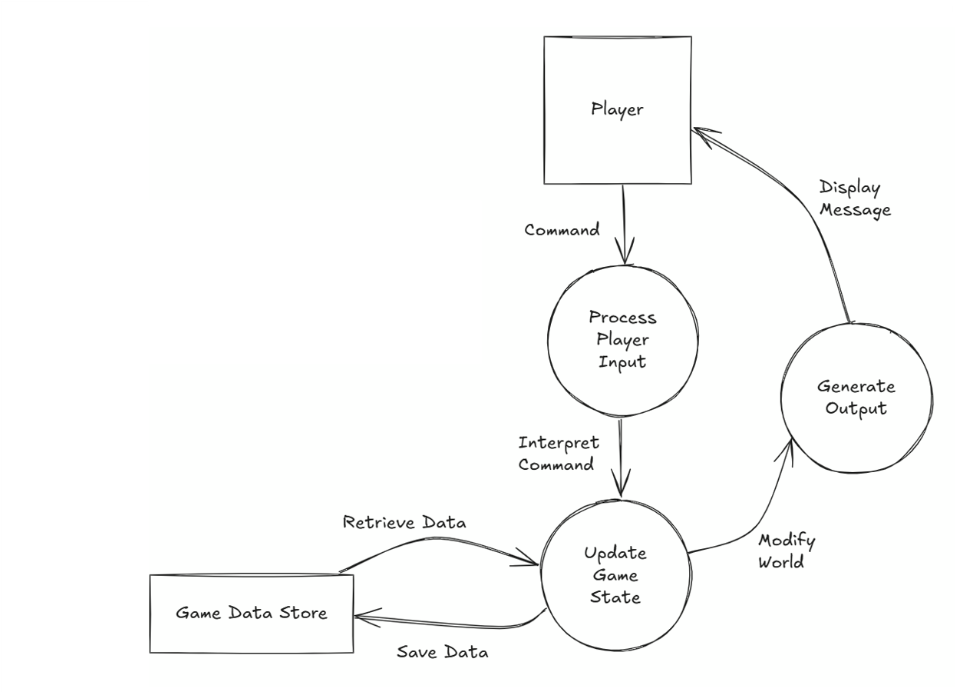 Player
Display
Message
Command
Process
Player
Input
Generate
Output
Interpret
Command
Retrieve Data
Update
Game
State
Modify
World
Game Data Store
Save Data